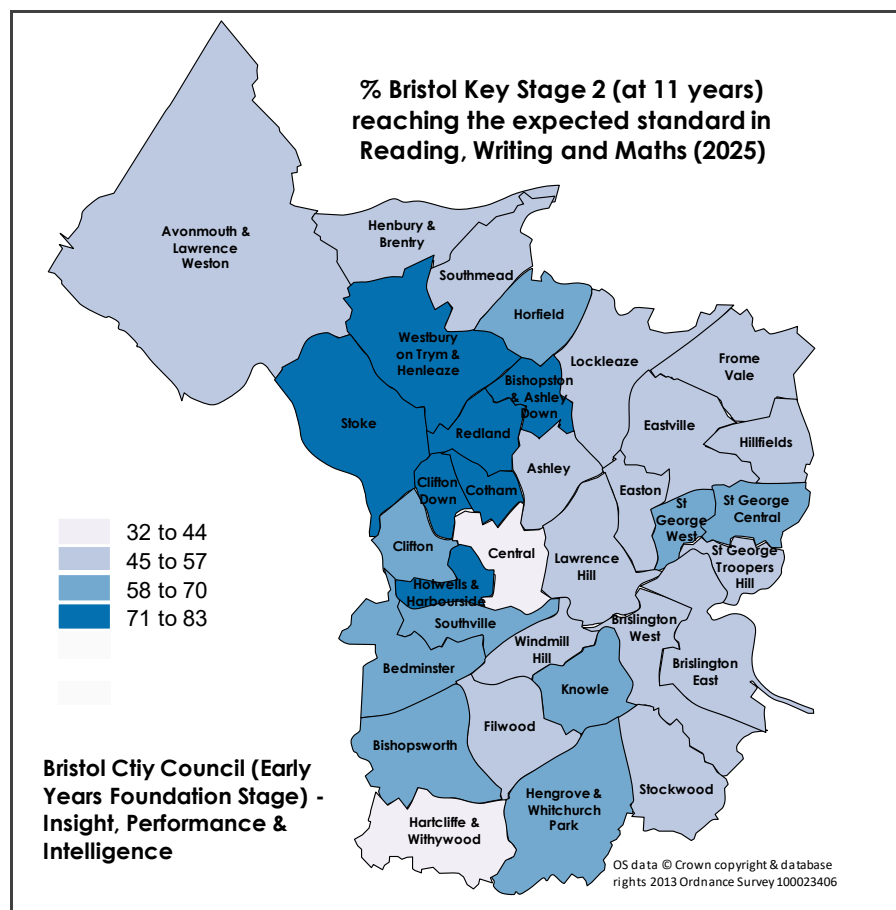 % Bristol Key Stage 2 (at 11 years)
reaching the expected standard in
Reading, Writing and Maths (2025)
Avonmouth &
Lawrence
Weston
Henbury &
Brentry
Southmead
Horfield
Westbury
on Trym &
Henleaze
Lockleaze
Frome
Vale
Bishopston
& Ashley
Down
Stoke
Redland
Eastville
Hillfields
Ashley
Clifton
Down
Cotham
Easton
St
George
West
St George
Central
Clifton
Central
Lawrence
Hill
St George
Troopers
Hill
Hotwells &
Harbourside
Southville
Windmill
Hill
Brislington
West
Bedminster
Knowle
Brislington
East
Bishopsworth
Filwood
Hengrove &
Whitchurch
Park
Stockwood
Hartcliffe &
Withywood
32 to 44
45 to 57
58 to 70
71 to 83
Bristol Ctiy Council (Early
Years Foundation Stage) -
Insight, Performance &
Intelligence
OS data © Crown copyright & database
rights 2013 Ordnance Survey 100023406